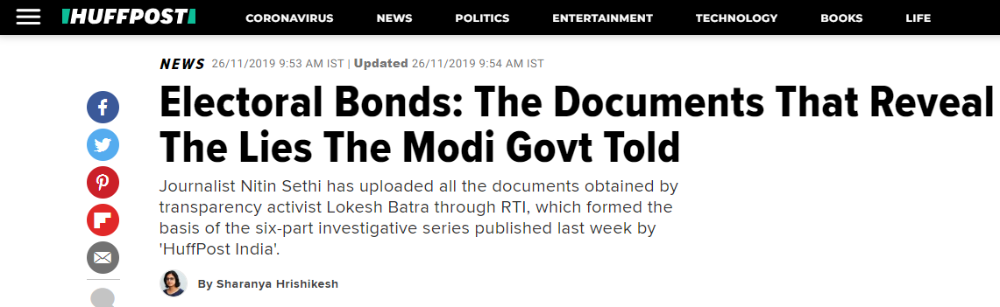 HUFFPOST CORONAVIRUS NEWS POLITICS ENTERTAINMENT TECHNOLOGY BOOKS LIFE
NEWS 26/11/2019 9:53 AM IST | Updated 26/11/2019 9:54 AM IST
Electoral Bonds: The Documents That Reveal
The Lies The Modi Govt Told
Journalist Nitin Sethi has uploaded all the documents obtained by
transparency activist Lokesh Batra through RTI, which formed the
basis of the six-part investigative series published last week by
'HuffPost India'.
By Sharanya Hrishikesh